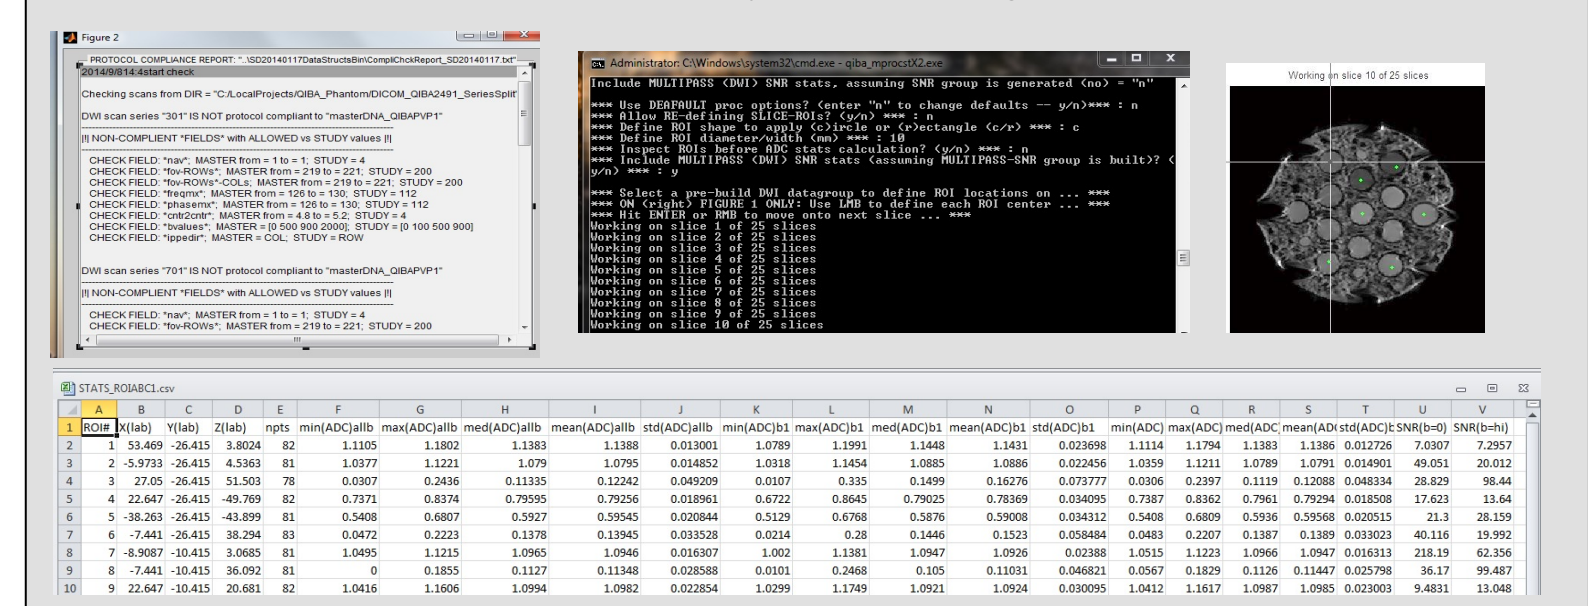 Figure 2
PROTOCOL COMPLIANCE REPORT: "..\SD20140117DataStructsBin\CompliChckReport_SD20140117.txt"
2014/9/814:4start check
Checking scans from DIR = "C:/LocalProjects/QIBA_Phantom/DICOM_QIBA2491_SeriesSplit"
DWI scan series "301" IS NOT protocol compliant to "masterDNA_QIBAPVP1"
|!| NON-COMPLIENT *FIELDS* with ALLOWED vs STUDY values |!|
CHECK FIELD: *nav*; MASTER from = 1 to = 1; STUDY = 4
CHECK FIELD: *fov-ROWs*; MASTER from = 219 to = 221; STUDY = 200
CHECK FIELD: *fov-ROWs*-COLs; MASTER from = 219 to = 221; STUDY = 200
CHECK FIELD: *freqmx*; MASTER from = 126 to = 130; STUDY = 112
CHECK FIELD: *phasemx*; MASTER from = 126 to = 130; STUDY = 112
CHECK FIELD: *cntr2cntr*; MASTER from = 4.8 to = 5.2; STUDY = 4
CHECK FIELD: *bvalues*; MASTER = [0 500 900 2000]; STUDY = [0 100 500 900]
CHECK FIELD: *ippedir*; MASTER = COL; STUDY = ROW
DWI scan series "701" IS NOT protocol compliant to "masterDNA_QIBAPVP1"
|!| NON-COMPLIENT *FIELDS* with ALLOWED vs STUDY values |!|
CHECK FIELD: *nav*; MASTER from = 1 to = 1; STUDY = 4
CHECK FIELD: *fov-ROWs*; MASTER from = 219 to = 221; STUDY = 200
Administrator: C:\Windows\system32\cmd.exe - qiba_mprocstX2.exe
Include MULTIPASS (DWI) SNR stats, assuming SNR group is generated (no) = "n"
*** Use DEAFAULT proc options? (enter "n" to change defaults -- y/n)*** : n
*** Allow RE-defining SLICE-ROIs? (y/n) *** : n
*** Define ROI shape to apply (c)ircle or (r)ectangle (c/r) *** : c
*** Define ROI diameter/width (mm) *** : 10
*** Inspect ROIs before ADC stats calculation? (y/n) *** : n
*** Include MULTIPASS (DWI) SNR stats (assuming MULTIPASS-SNR group is built)? (
y/n) *** : y
*** Select a pre-build DWI datagroup to define ROI locations on ... ***
*** ON (right) FIGURE 1 ONLY: Use LMB to define each ROI center ... ***
*** Hit ENTER or RMB to move onto next slice ... ***
Working on slice 1 of 25 slices
Working on slice 2 of 25 slices
Working on slice 3 of 25 slices
Working on slice 4 of 25 slices
Working on slice 5 of 25 slices
Working on slice 6 of 25 slices
Working on slice 7 of 25 slices
Working on slice 8 of 25 slices
Working on slice 9 of 25 slices
Working on slice 10 of 25 slices
Working on slice 10 of 25 slices
STATS_ROIABC1.csv
A B C D E F G H I J K L M N O P Q R S T U V
1 ROI# X(lab) Y(lab) Z(lab) npts min(ADC)allb max(ADC)allb med(ADC)allb mean(ADC)allb std(ADC)allb min(ADC)b1 max(ADC)b1 med(ADC)b1 mean(ADC)b1 std(ADC)b1 min(ADC) max(ADC) med(ADC) mean(ADC) std(ADC)b SNR(b=0) SNR(b=hi)
2 1 53.469 -26.415 3.8024 82 1.1105 1.1802 1.1383 1.1388 0.013001 1.0789 1.1991 1.1448 1.1431 0.023698 1.1114 1.1794 1.1383 1.1386 0.012726 7.0307 7.2957
3 2 -5.9733 -26.415 4.5363 81 1.0377 1.1221 1.079 1.0795 0.014852 1.0318 1.1454 1.0885 1.0886 0.022456 1.0359 1.1211 1.0789 1.0791 0.014901 49.051 20.012
4 3 27.05 -26.415 51.503 78 0.0307 0.2436 0.11335 0.12242 0.049209 0.0107 0.335 0.1499 0.16276 0.073777 0.0306 0.2397 0.1119 0.12088 0.048334 28.829 98.44
5 4 22.647 -26.415 -49.769 82 0.7371 0.8374 0.79595 0.79256 0.018961 0.6722 0.8645 0.79025 0.78369 0.034095 0.7387 0.8362 0.7961 0.79294 0.018508 17.623 13.64
6 5 -38.263 -26.415 -43.899 81 0.5408 0.6807 0.5927 0.59545 0.020844 0.5129 0.6768 0.5876 0.59008 0.034312 0.5408 0.6809 0.5936 0.59568 0.020515 21.3 28.159
7 6 -7.441 -26.415 38.294 83 0.0472 0.2223 0.1378 0.13945 0.033528 0.0214 0.28 0.1446 0.1523 0.058484 0.0483 0.2207 0.1387 0.1389 0.033023 40.116 19.992
8 7 -8.9087 -10.415 3.0685 81 1.0495 1.1215 1.0965 1.0946 0.016307 1.002 1.1381 1.0947 1.0926 0.02388 1.0515 1.1223 1.0966 1.0947 0.016313 218.19 62.356
9 8 -7.441 -10.415 36.092 81 0 0.1855 0.1127 0.11348 0.028588 0.0101 0.2468 0.105 0.11031 0.046821 0.0567 0.1829 0.1126 0.11447 0.025798 36.17 99.487
10 9 22.647 -10.415 20.681 82 1.0416 1.1606 1.0994 1.0982 0.022854 1.0299 1.1749 1.0921 1.0924 0.030095 1.0412 1.1617 1.0987 1.0985 0.023003 9.4831 13.048